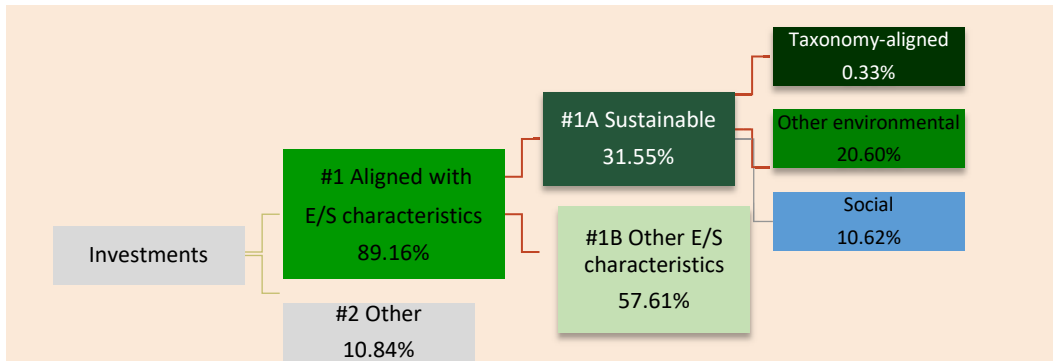 Investments
#1 Aligned with
E/S characteristics
89.16%
#2 Other
10.84%
#1A Sustainable
31.55%
#1B Other E/S
characteristics
57.61%
Taxonomy-aligned
0.33%
Other environmental
20.60%
Social
10.62%